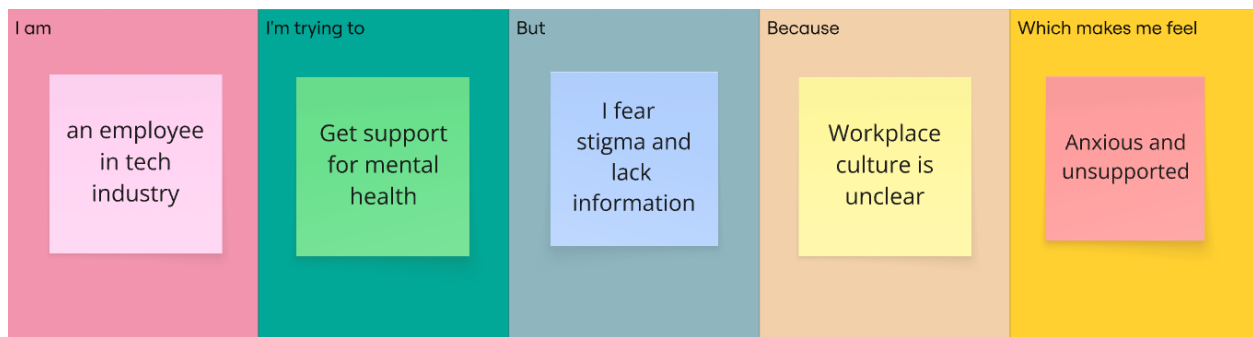 I am
an employee
in tech
industry
I'm trying to
Get support
for mental
health
But
I fear
stigma and
lack
information
Because
Workplace
culture is
unclear
Which makes me feel
Anxious and
unsupported